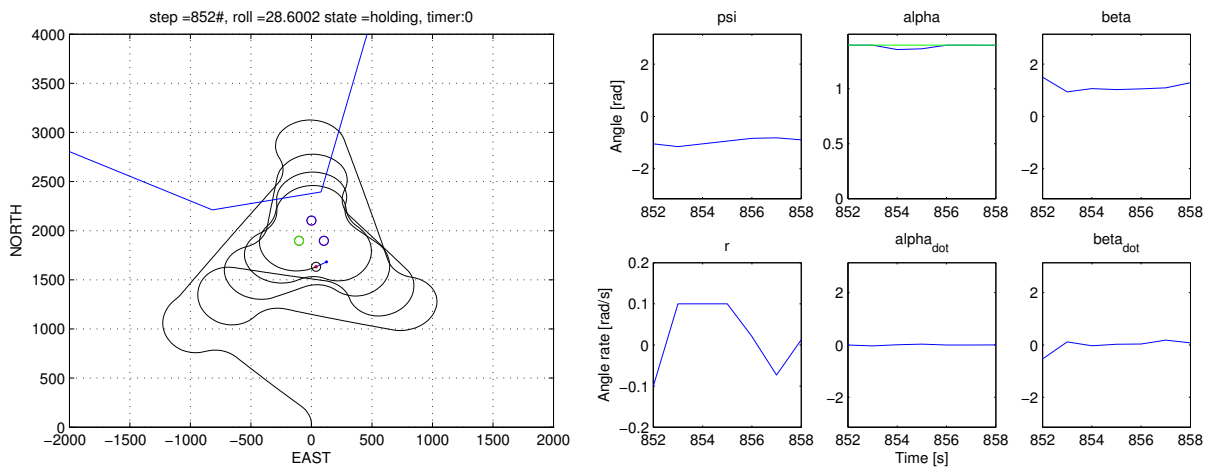 step =852#, roll =28.6002 state =holding, timer:0
4000
3500
3000
2500
2000
1500
1000
500
0
−2000 −1500 −1000 −500 0 500 1000 1500 2000
NORTH
EAST
psi
2
0
−2
852 854 856 858
Angle [rad]
alpha
1
0.5
0
852 854 856 858
beta
2
0
−2
852 854 856 858
r
0.2
0.1
0
−0.1
−0.2
852 854 856 858
Angle rate [rad/s]
alpha_dot
2
0
−2
852 854 856 858
Time [s]
beta_dot
2
0
−2
852 854 856 858